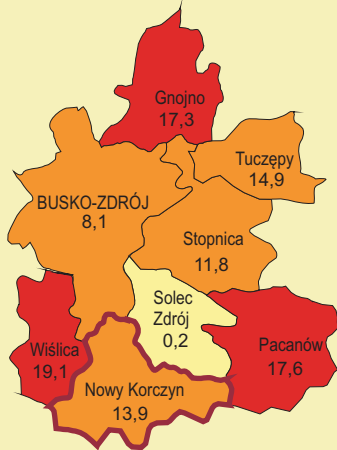 Gnojno
17,3
Tuczępy
14,9
BUSKO-ZDRÓJ
8,1
Stopnica
11,8
Solec
Zdrój
0,2
Wiślica
19,1
Pacanów
17,6
Nowy Korczyn
13,9